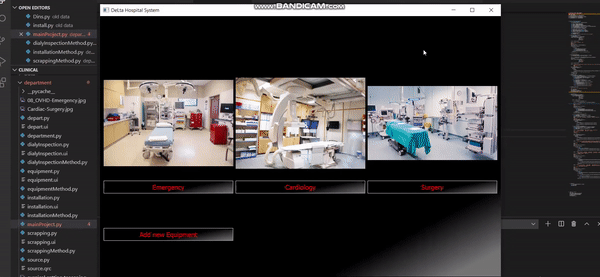 www.BANDICAM.com
OPEN EDITORS
Dins.py old data
install.py old data
mainProject.py
dialyInspectionMethod.py
installationMethod.py
scrappingMethod.py
CLINICAL
department
__pycache__
08_OVHD-Emergency.jpg
Cardiac-Surgery.jpg
depart.py
depart.ui
department.py
dialyInspection.py
dialyInspection.ui
dialyInspectionMethod.py
equipment.py
equipment.ui
equipmentMethod.py
installation.py
installation.ui
installationMethod.py
mainProject.py
scrapping.py
scrapping.ui
scrappingMethod.py
source.py
source.qrc
DeLta Hospital System
Emergency
Cardiology
Surgery
Add new Equipment